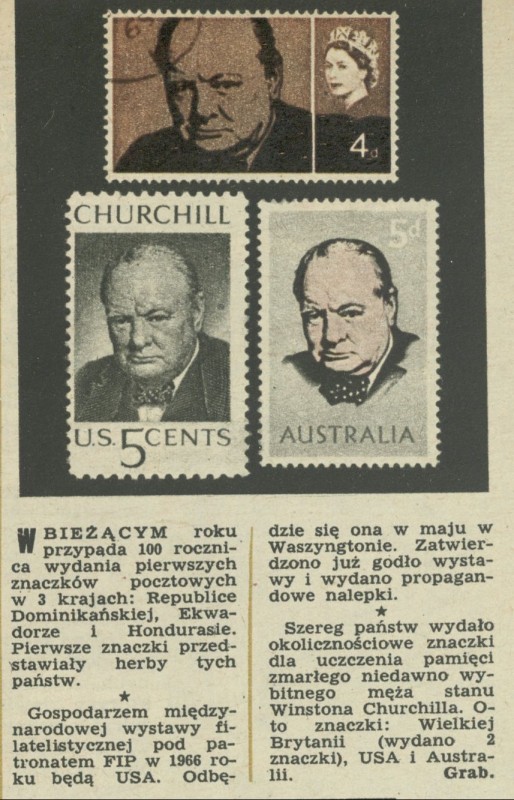 65
4d
CHURCHILL
U.S. 5 CENTS
5d
AUSTRALIA
W BIEŻĄCYM roku
przypada 100 roczni-
ca wydania pierwszych
znaczków pocztowych
w 3 krajach: Republice
Dominikańskiej, Ekwa-
dorze i Hondurasie.
Pierwsze znaczki przed-
stawiały herby tych
państw.
★
Gospodarzem między-
narodowej wystawy fi-
latelistycznej pod pa-
tronatem FIP w 1966 ro-
ku będą USA. Odbę-
dzie się ona w maju w
Waszyngtonie. Zatwier-
dzono już godło wysta-
wy i wydano propagan-
dowe nalepki.
★
Szereg państw wydało
okolicznościowe znaczki
dla uczczenia pamięci
zmarłego niedawno wy-
bitnego męża stanu
Winstona Churchilla. O-
to znaczki: Wielkiej
Brytanii (wydano 2
znaczki), USA i Austra-
lii. Grab.